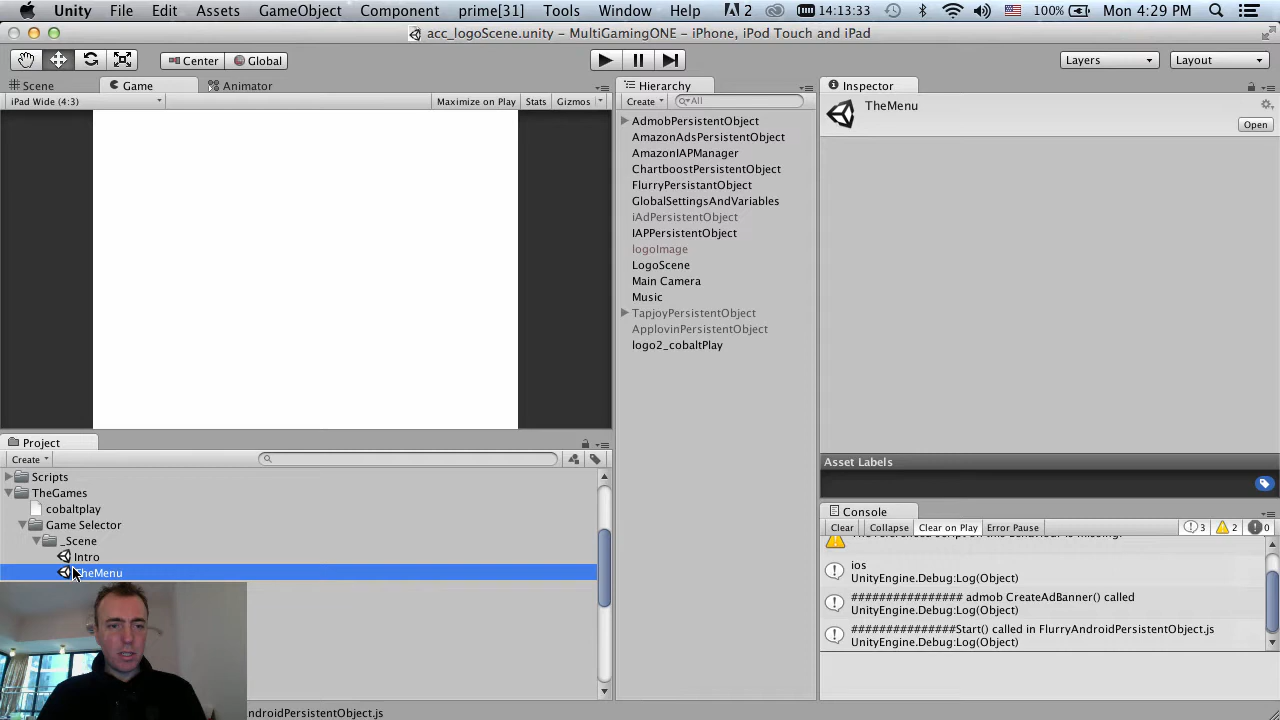 Unity File Edit Assets GameObject Component prime[31] Tools Window Help 2 14:13:33 100% Mon 4:29 PM
acc_logoScene.unity – MultiGamingONE – iPhone, iPod Touch and iPad
Center Global Layers Layout
Scene Game Animator
iPad Wide (4:3) Maximize on Play Stats Gizmos
Hierarchy
Create All
AdmobPersistentObject
AmazonAdsPersistentObject
AmazonIAPManager
ChartboostPersistentObject
FlurryPersistantObject
GlobalSettingsAndVariables
iAdPersistentObject
IAPPersistentObject
logoImage
LogoScene
Main Camera
Music
TapjoyPersistentObject
ApplovinPersistentObject
logo2_cobaltPlay
Inspector
TheMenu
Open
Asset Labels
Project
Create
Scripts
TheGames
cobaltplay
Game Selector
_Scene
Intro
TheMenu
Console
Clear Collapse Clear on Play Error Pause 3 2 0
ios
UnityEngine.Debug:Log(Object)
################ admob CreateAdBanner() called
UnityEngine.Debug:Log(Object)
###############Start() called in FlurryAndroidPersistentObject.js
UnityEngine.Debug:Log(Object)
ndroidPersistentObject.js